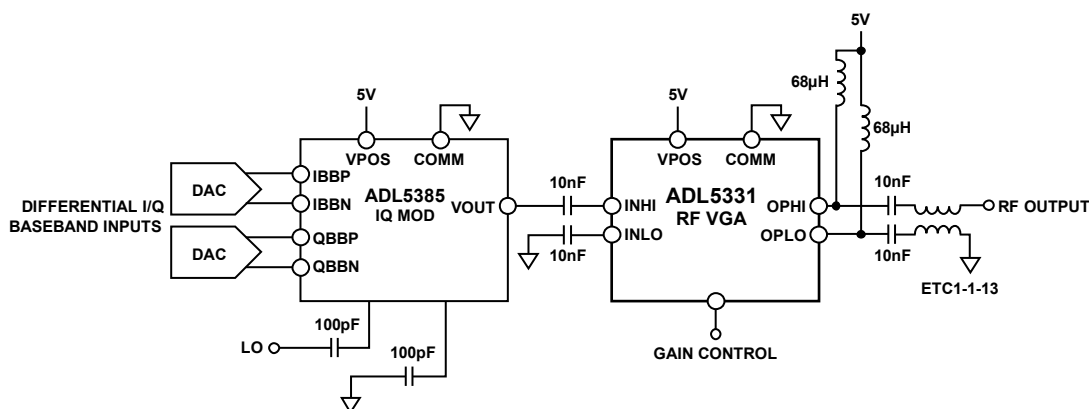 5V
68µH
68µH
5V
VPOS
COMM
5V
VPOS
COMM
DAC
IBBP
IBBN
ADL5385
IQ MOD
VOUT
10nF
INHI
ADL5331
RF VGA
OPHI
10nF
RF OUTPUT
DIFFERENTIAL I/Q
BASEBAND INPUTS
DAC
QBBP
QBBN
INLO
10nF
OPLO
10nF
ETC1-1-13
100pF
LO
100pF
GAIN CONTROL